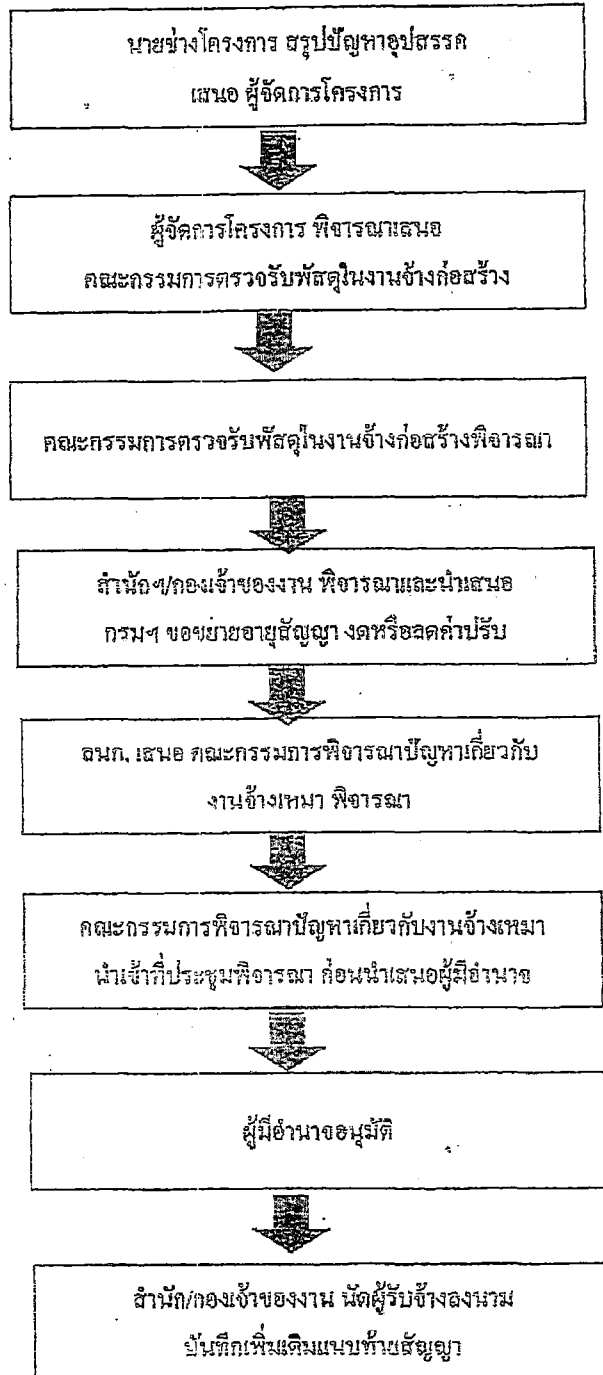 นายช่างโครงการ สรุปปัญหาอุปสรรค
เสนอ ผู้จัดการโครงการ
ผู้จัดการโครงการ พิจารณาเสนอ
คณะกรรมการตรวจรับพัสดุในงานจ้างก่อสร้าง
คณะกรรมการตรวจรับพัสดุในงานจ้างก่อสร้างพิจารณา
สำนักฯ/กองเจ้าของงาน พิจารณาและนำเสนอ
กรมฯ ขอขยายอายุสัญญา งดหรือลดค่าปรับ
ลนก. เสนอ คณะกรรมการพิจารณาปัญหาเกี่ยวกับ
งานจ้างเหมา พิจารณา
คณะกรรมการพิจารณาปัญหาเกี่ยวกับงานจ้างเหมา
นำเข้าที่ประชุมพิจารณา ก่อนนำเสนอผู้มีอำนาจ
ผู้มีอำนาจอนุมัติ
สำนัก/กองเจ้าของงาน นัดผู้รับจ้างลงนาม
บันทึกเพิ่มเติมแนบท้ายสัญญา